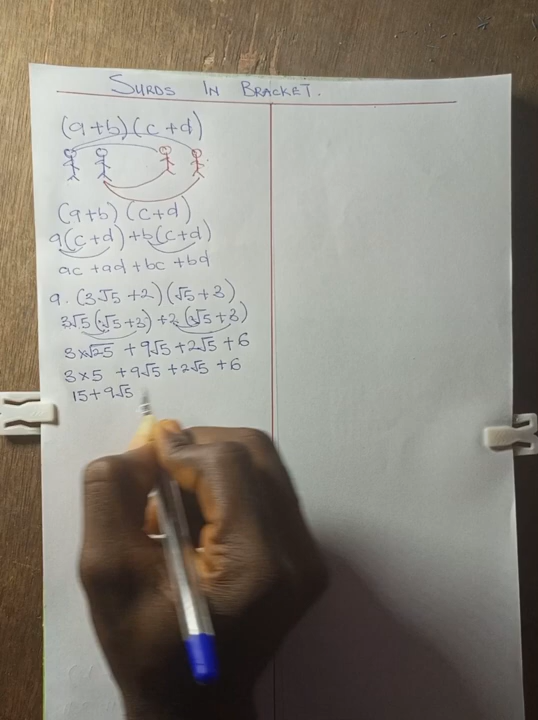 SURDS IN BRACKET.
(a+b)(c+d)
(a+b)(c+d)
a(c+d)+b(c+d)
ac+ad+bc+bd
a. (3√5+2)(√5+3)
3√5(√5+3)+2(√5+3)
3×√25+9√5+2√5+6
3×5+9√5+2√5+6
15+9√5